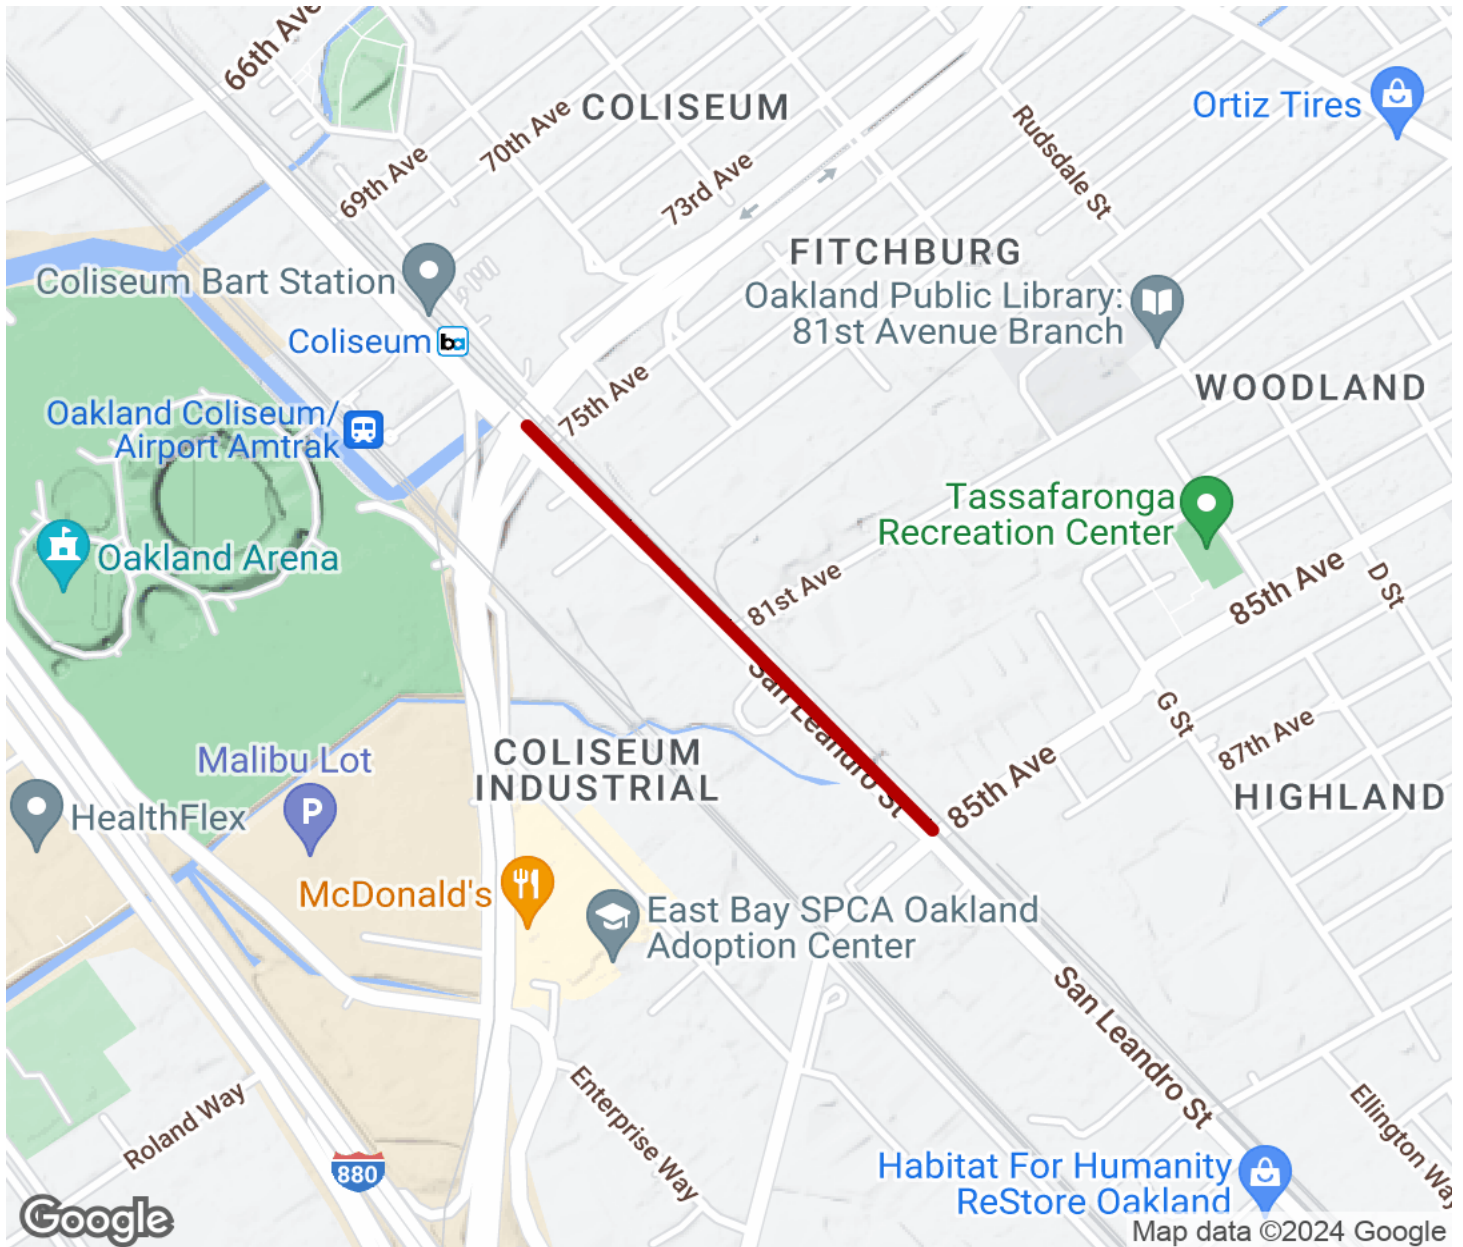 66th Ave
COLISEUM
Ortiz Tires
70th Ave
Rudsdale St
69th Ave
73rd Ave
FITCHBURG
Coliseum Bart Station
Oakland Public Library:
81st Avenue Branch
Coliseum
ba
75th Ave
WOODLAND
Oakland Coliseum/
Airport Amtrak
Tassafaronga
Recreation Center
Oakland Arena
81st Ave
85th Ave
D St
San Leandro St
G St
87th Ave
Malibu Lot
COLISEUM
INDUSTRIAL
85th Ave
HIGHLAND
P
HealthFlex
McDonald's
East Bay SPCA Oakland
Adoption Center
San Leandro St
Enterprise Way
Roland Way
Ellington Way
880
Habitat For Humanity
ReStore Oakland
Google
Map data ©2024 Google